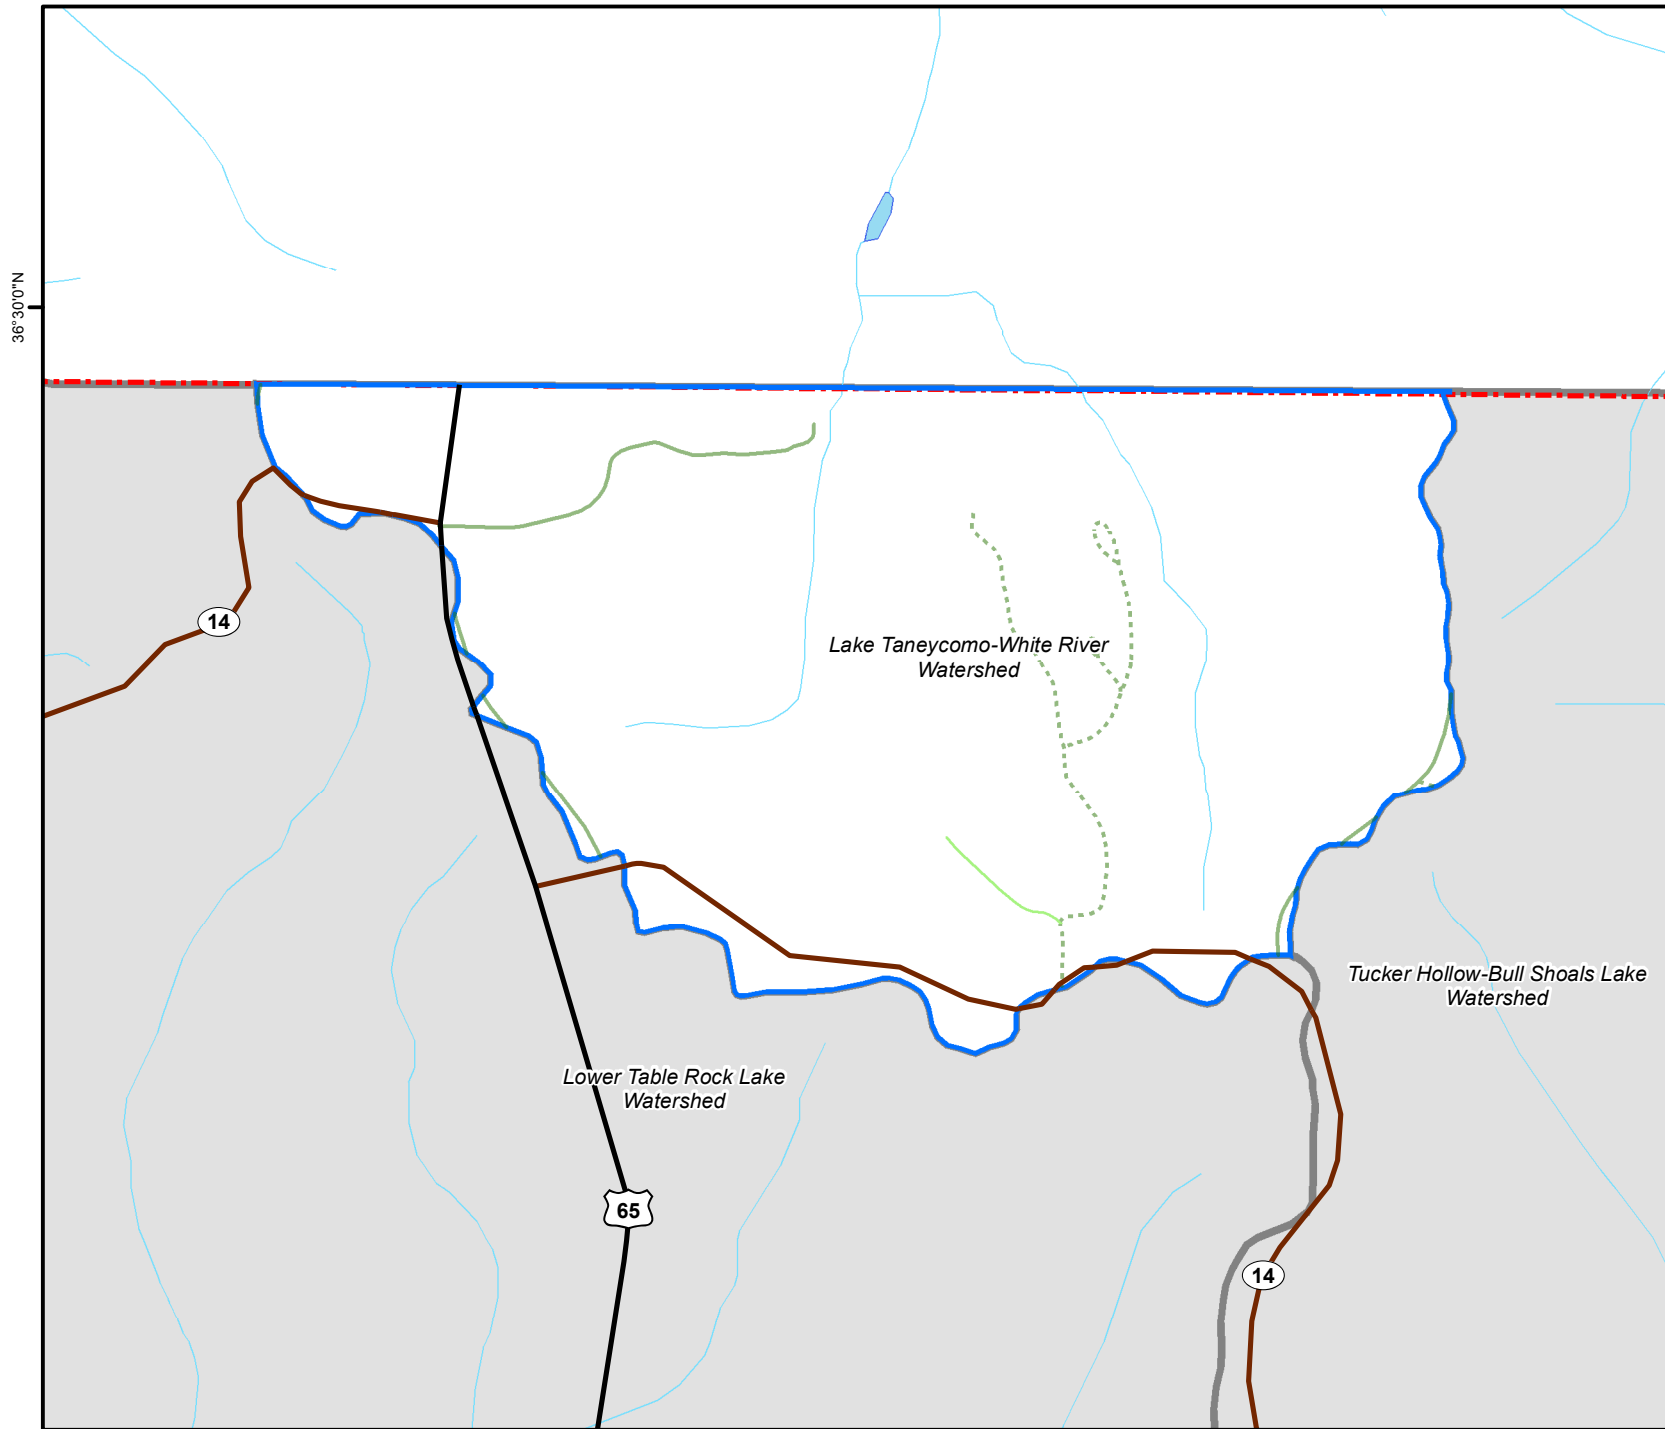 36°30'0"N
14
Lake Taneycomo-White River
Watershed
Tucker Hollow-Bull Shoals Lake
Watershed
Lower Table Rock Lake
Watershed
65
14